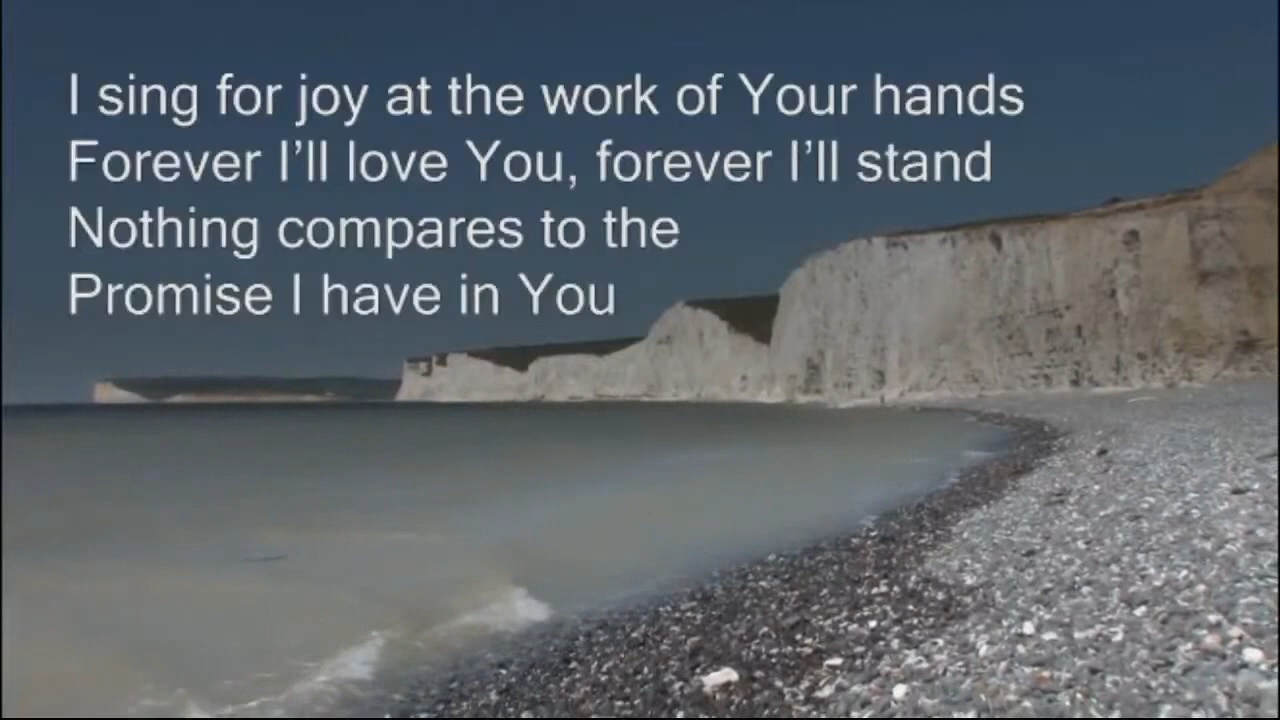 I sing for joy at the work of Your hands
Forever I’ll love You, forever I’ll stand
Nothing compares to the
Promise I have in You